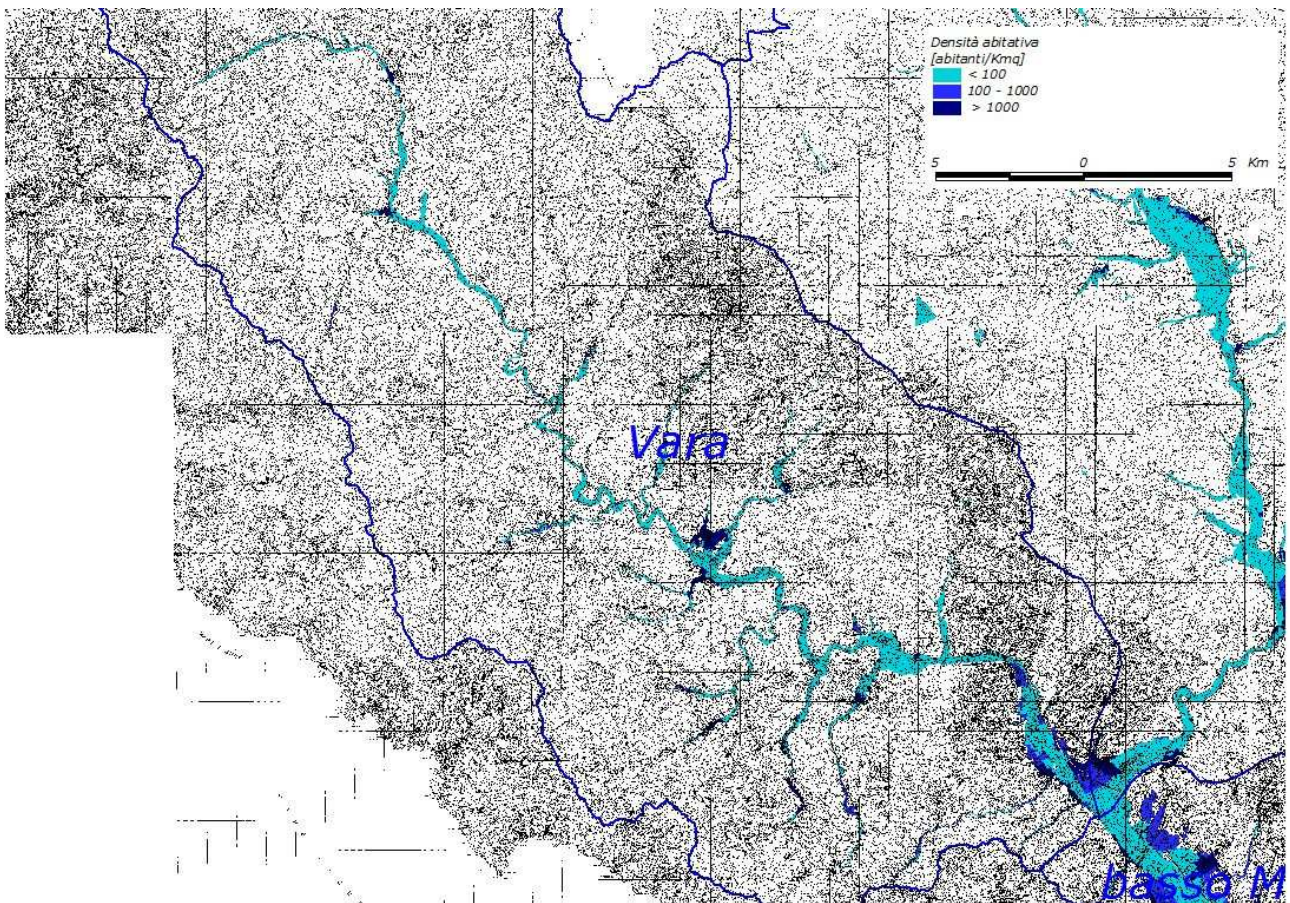 Densità abitativa
[abitanti/Kmq]
< 100
100 - 1000
> 1000
5 0 5 Km
Vara
basso M